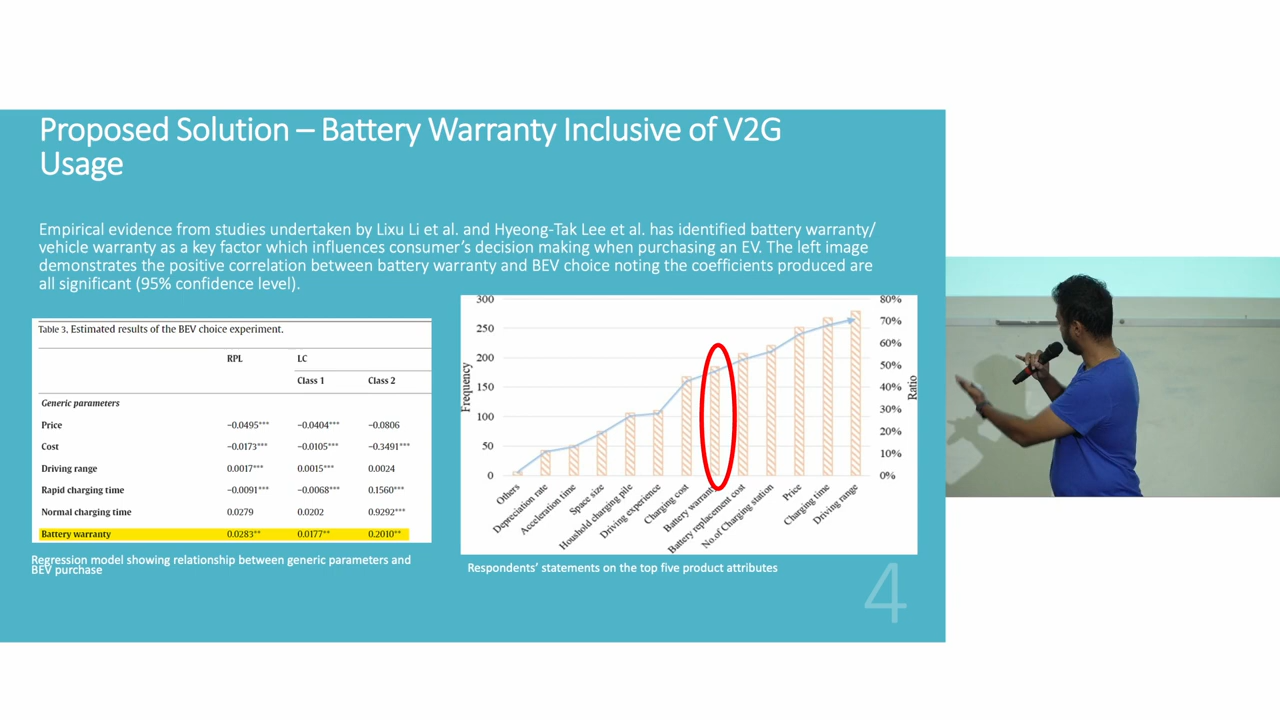 Proposed Solution – Battery Warranty Inclusive of V2G
Usage
Empirical evidence from studies undertaken by Lixu Li et al. and Hyeong-Tak Lee et al. has identified battery warranty/
vehicle warranty as a key factor which influences consumer's decision making when purchasing an EV. The left image
demonstrates the positive correlation between battery warranty and BEV choice noting the coefficients produced are
all significant (95% confidence level).
Table 3. Estimated results of the BEV choice experiment.
RPL LC
Class 1 Class 2
Generic parameters
Price −0.0495*** −0.0404*** −0.0806
Cost −0.0173*** −0.0105*** −0.3491***
Driving range 0.0017*** 0.0015*** 0.0024
Rapid charging time −0.0091*** −0.0068*** 0.1560***
Normal charging time 0.0279 0.0202 0.9292***
Battery warranty 0.0283** 0.0177** 0.2010**
Regression model showing relationship between generic parameters and
BEV purchase
300 80%
250 70%
200 60%
150 50%
100 40%
50 30%
0 20%
10%
0%
Frequency
Ratio
Others
Depreciation rate
Acceleration time
Space size
Houshold charging pile
Driving experience
Charging cost
Battery warranty
Battery replacement cost
No.of Charging station
Price
Charging time
Driving range
Respondents' statements on the top five product attributes
4